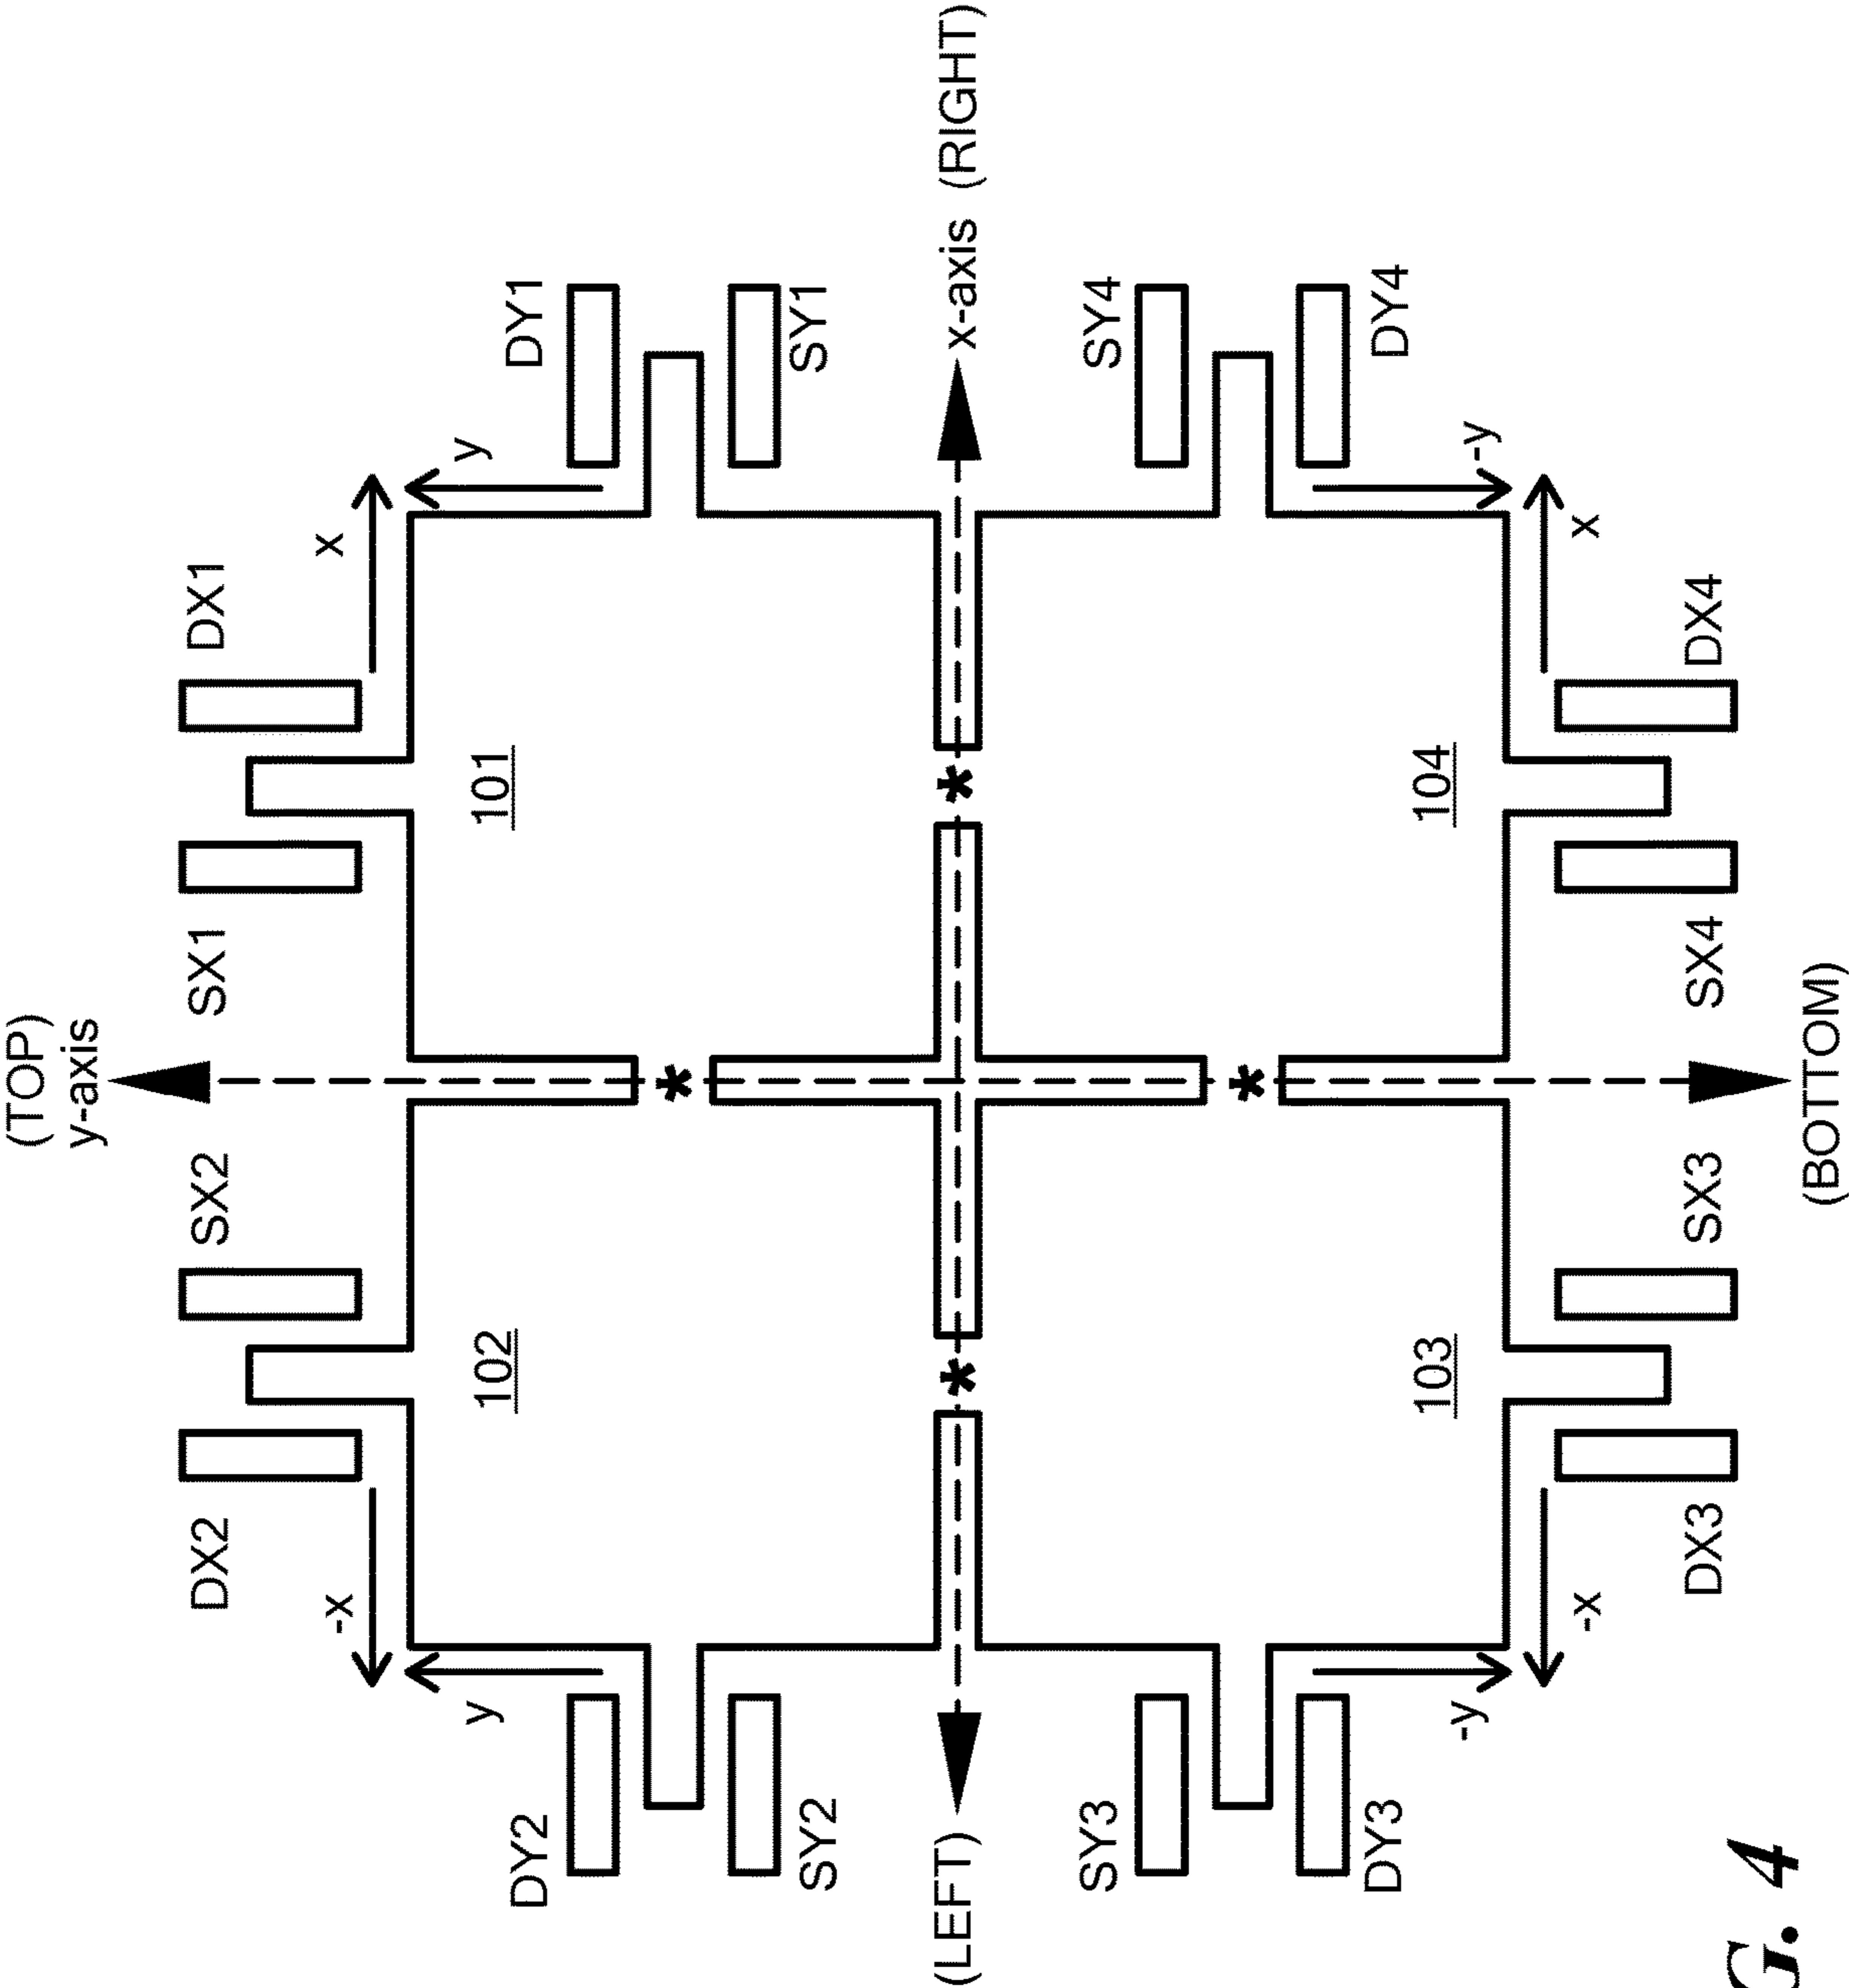 (TOP)
y-axis
DX2 SX2 SX1 DX1
-x x
y y
102 101
DY2 DY1
*
SY2 SY1
(LEFT) * * x-axis (RIGHT)
SY3 SY4
*
DY3 DY4
103 104
-y -y
-x x
DX3 SX3 SX4 DX4
G. 4
(BOTTOM)